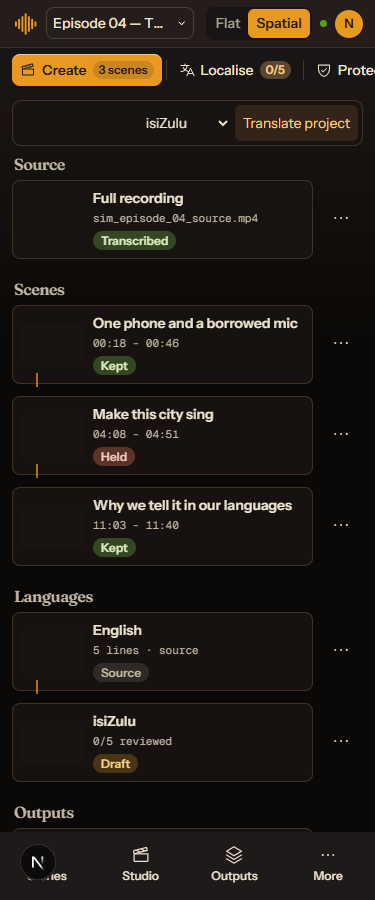 Episode 04 — T...
Flat
Spatial
N
Create
3 scenes
Localise
0/5
Prote
isiZulu
Translate project
Source
Full recording
sim_episode_04_source.mp4
Transcribed
Scenes
One phone and a borrowed mic
00:18 – 00:46
Kept
Make this city sing
04:08 – 04:51
Held
Why we tell it in our languages
11:03 – 11:40
Kept
Languages
English
5 lines · source
Source
isiZulu
0/5 reviewed
Draft
Outputs
N
Studio
Outputs
More